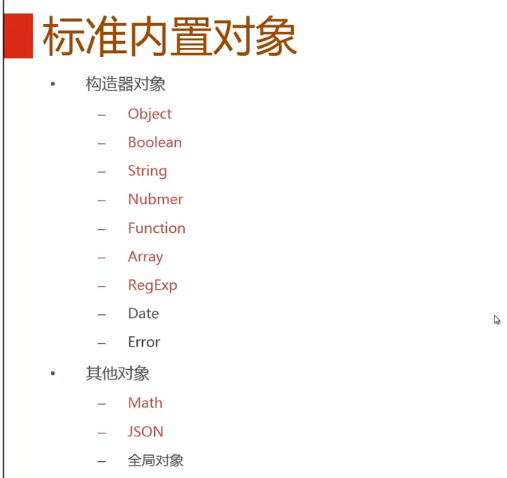 标准内置对象
• 构造器对象
– Object
– Boolean
– String
– Nubmer
– Function
– Array
– RegExp
– Date
– Error
• 其他对象
– Math
– JSON
– 全局对象